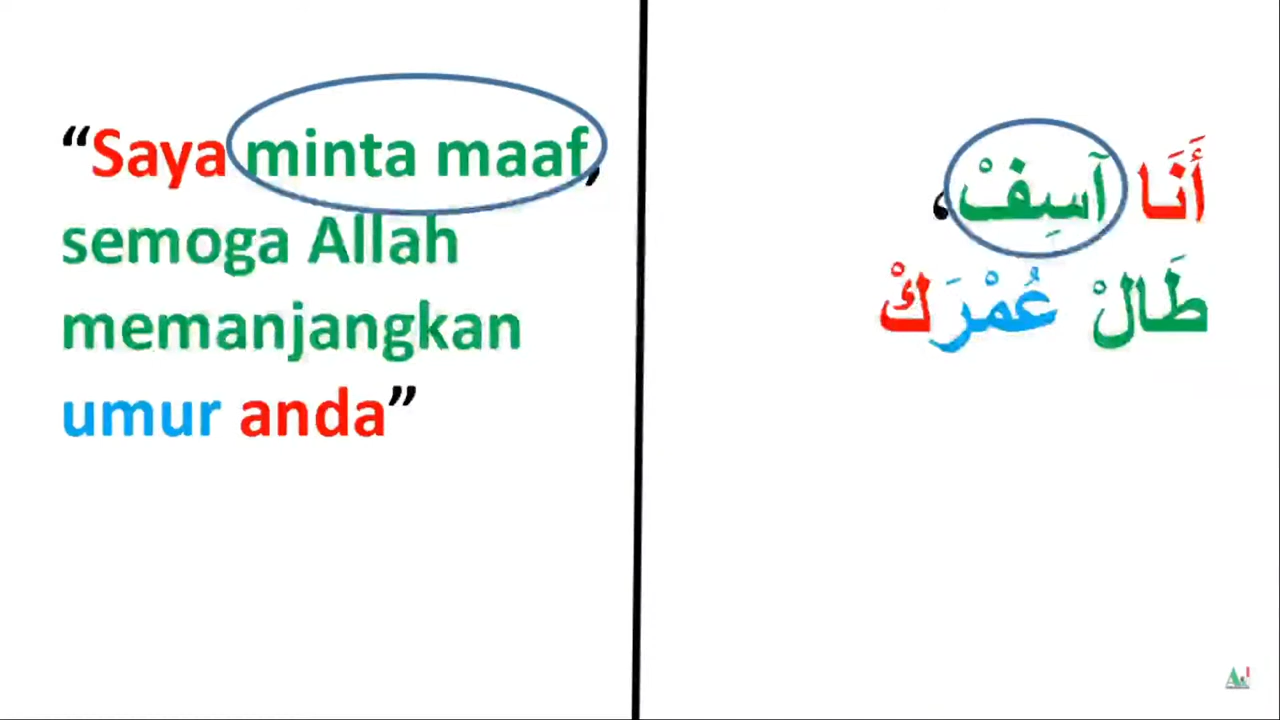 “Saya minta maaf,
semoga Allah
memanjangkan
umur anda”
أَنَا آسِفْ،
طَالْ عُمْرَكْ